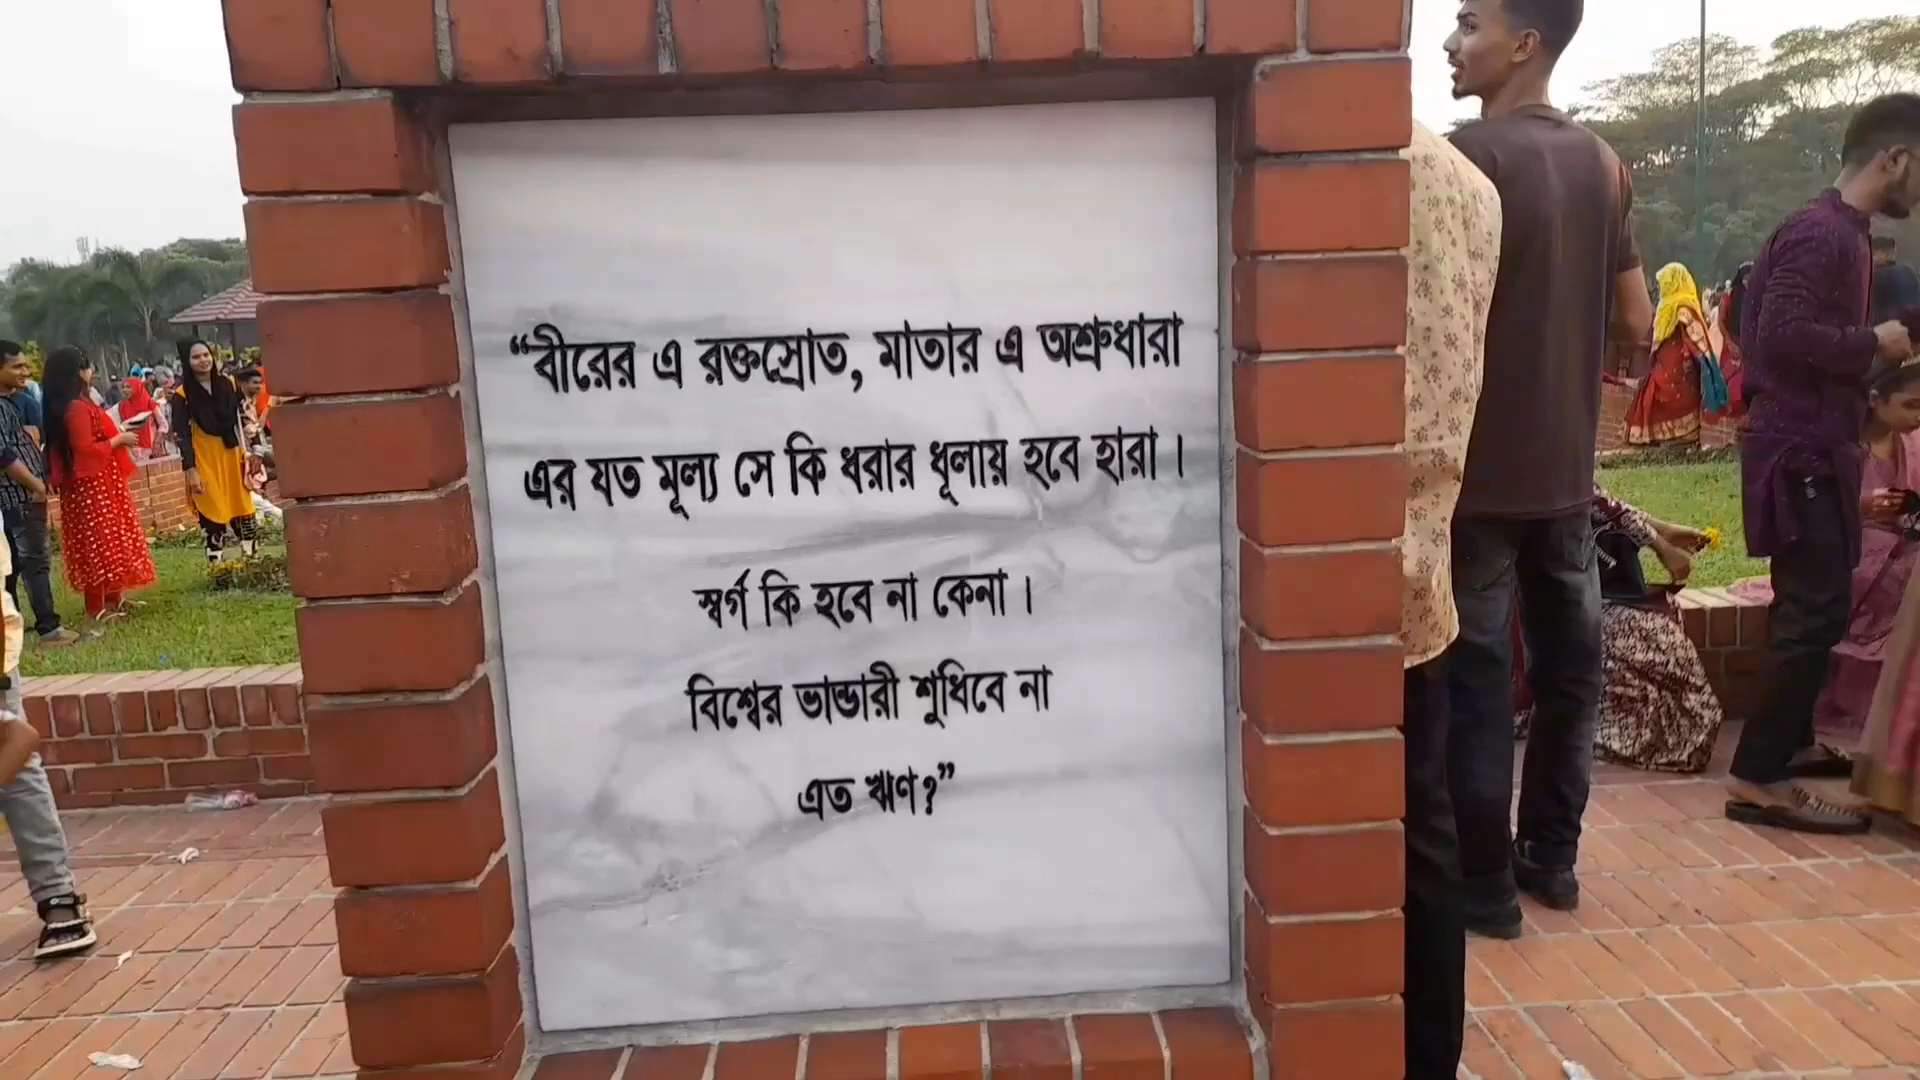 “বীরের এ রক্তস্রোত, মাতার এ অশ্রুধারা
এর যত মূল্য সে কি ধরার ধূলায় হবে হারা।
স্বর্গ কি হবে না কেনা।
বিশ্বের ভান্ডারী শুধিবে না
এত ঋণ?”